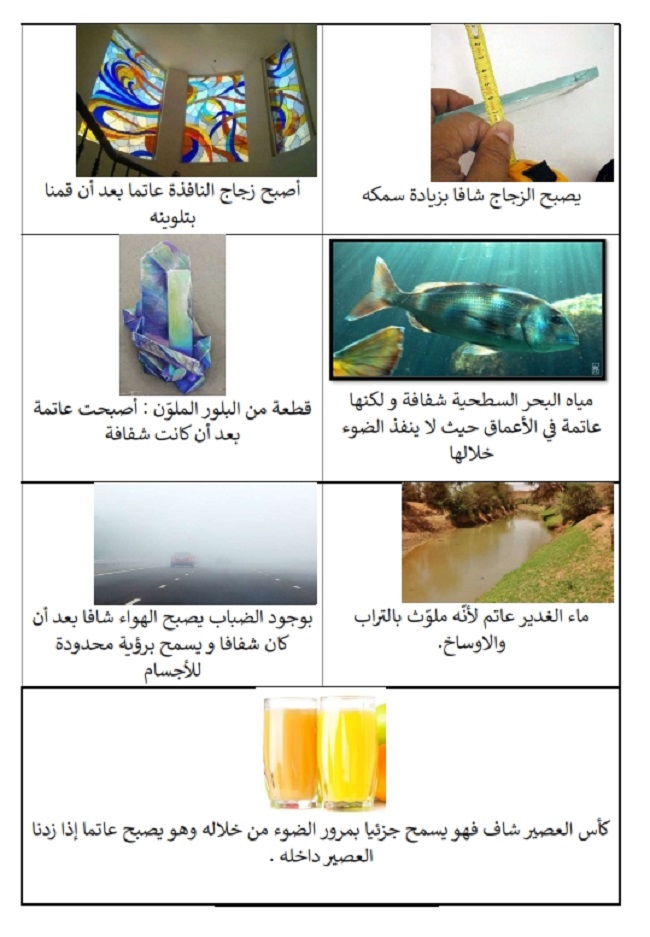 يصبح الزجاج شافا بزيادة سمكه
أصبح زجاج النافذة عاتما بعد أن قمنا
بتلوينه
مياه البحر السطحية شفافة و لكنها
عاتمة في الأعماق حيث لا ينفذ الضوء
خلالها
قطعة من البلور الملوّن : أصبحت عاتمة
بعد أن كانت شفافة
ماء الغدير عاتم لأنّه ملوّث بالتراب
والاوساخ.
بوجود الضباب يصبح الهواء شافا بعد أن
كان شفافا و يسمح برؤية محدودة
للأجسام
كأس العصير شاف فهو يسمح جزئيا بمرور الضوء من خلاله وهو يصبح عاتما إذا زدنا
العصير داخله .